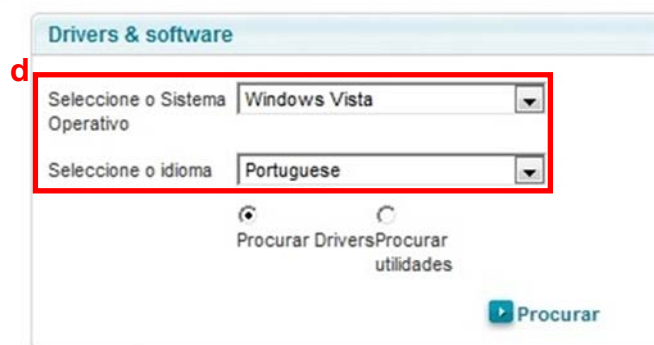 Drivers & software
d
Seleccione o Sistema Operativo
Windows Vista
Seleccione o idioma
Portuguese
Procurar Drivers
Procurar utilidades
Procurar